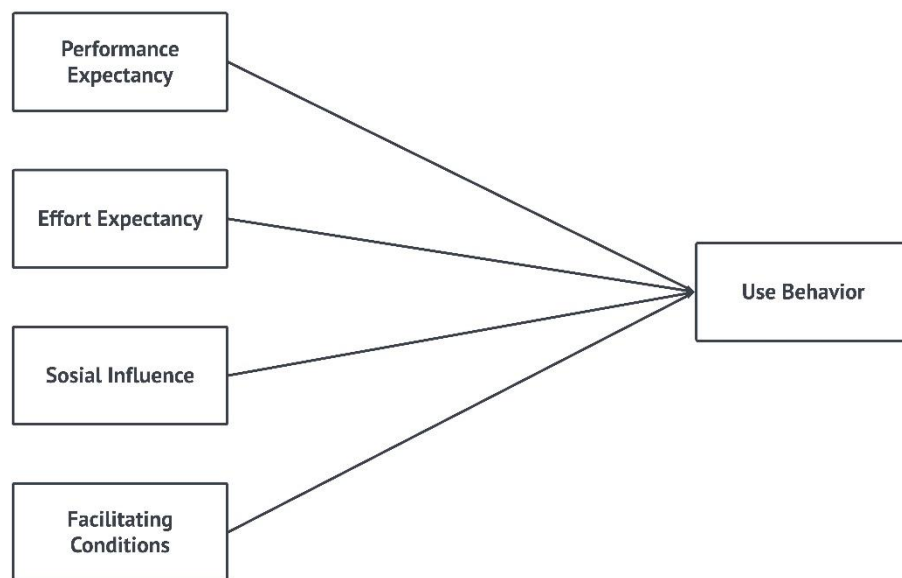 Performance
Expectancy
Effort Expectancy
Use Behavior
Sosial Influence
Facilitating
Conditions